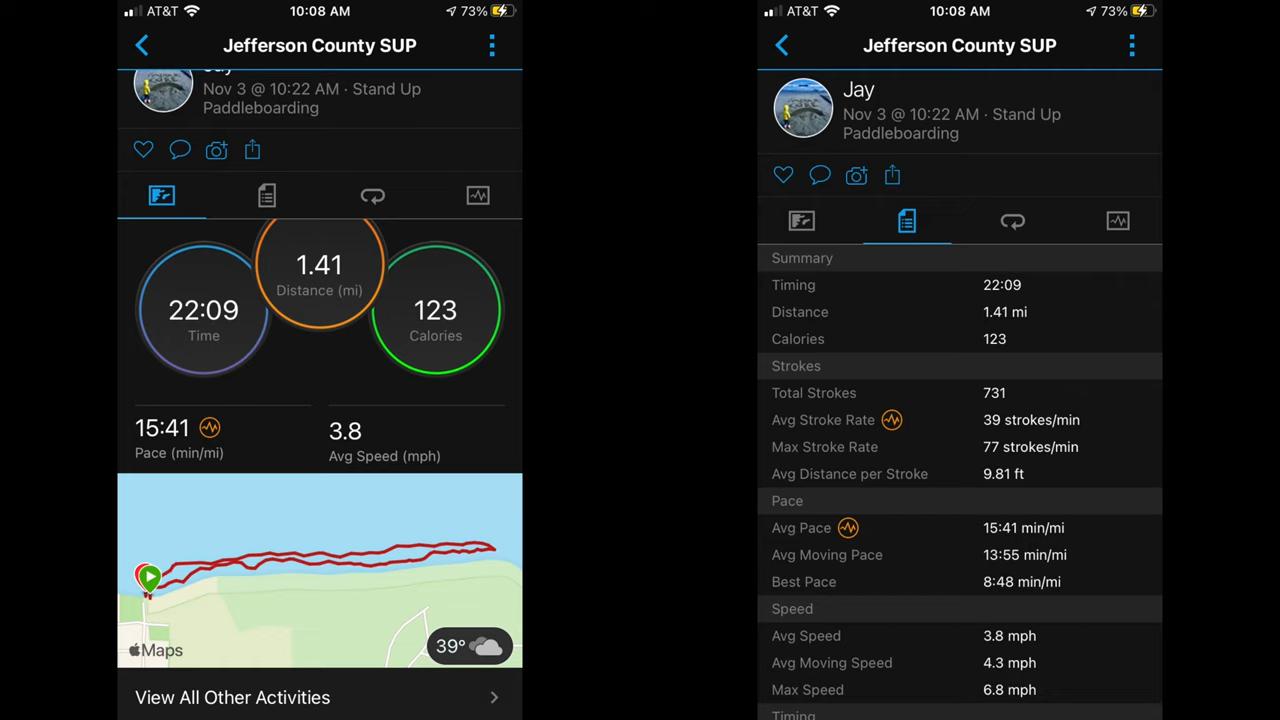 AT&T 10:08 AM 73%
Jefferson County SUP
Jay
Nov 3 @ 10:22 AM · Stand Up
Paddleboarding
1.41
Distance (mi)
22:09
Time
123
Calories
15:41
Pace (min/mi)
3.8
Avg Speed (mph)
39°
Maps
View All Other Activities
AT&T 10:08 AM 73%
Jefferson County SUP
Jay
Nov 3 @ 10:22 AM · Stand Up
Paddleboarding
Summary
Timing 22:09
Distance 1.41 mi
Calories 123
Strokes
Total Strokes 731
Avg Stroke Rate 39 strokes/min
Max Stroke Rate 77 strokes/min
Avg Distance per Stroke 9.81 ft
Pace
Avg Pace 15:41 min/mi
Avg Moving Pace 13:55 min/mi
Best Pace 8:48 min/mi
Speed
Avg Speed 3.8 mph
Avg Moving Speed 4.3 mph
Max Speed 6.8 mph
Timing